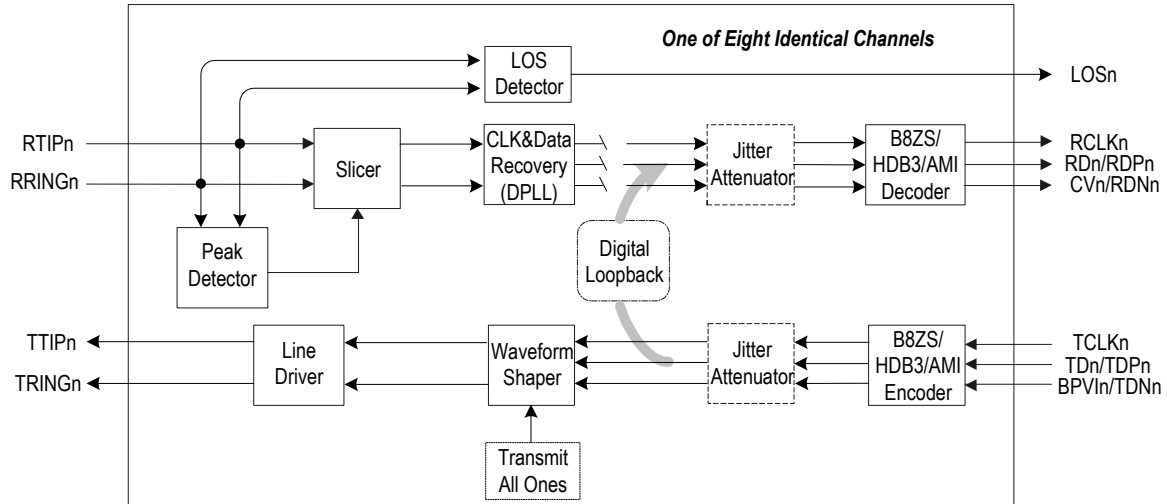 One of Eight Identical Channels
LOS
Detector
LOSn
RTIPn
RRINGn
Slicer
CLK&Data
Recovery
(DPLL)
Jitter
Attenuator
B8ZS/
HDB3/AMI
Decoder
RCLKn
RDn/RDPn
CVn/RDNn
Peak
Detector
Digital
Loopback
TTIPn
TRINGn
Line
Driver
Waveform
Shaper
Jitter
Attenuator
B8ZS/
HDB3/AMI
Encoder
TCLKn
TDn/TDPn
BPVIn/TDNn
Transmit
All Ones